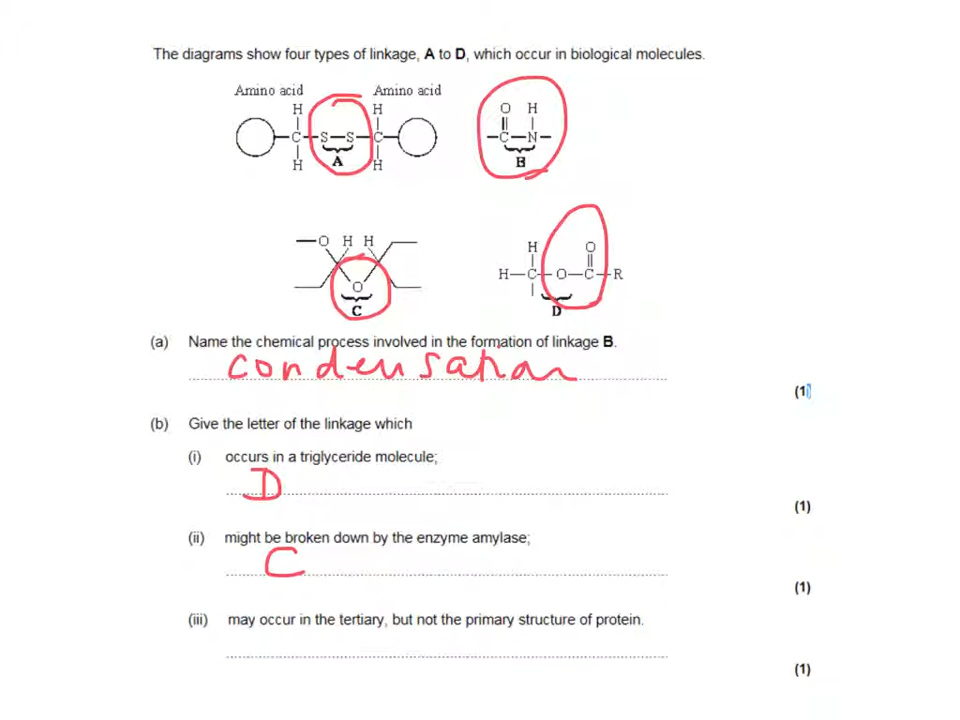 The diagrams show four types of linkage, A to D, which occur in biological molecules.
Amino acid Amino acid O H
H H
C S S C C N
A B
H H
O H H H O
H C O C R
O
C D
(a) Name the chemical process involved in the formation of linkage B.
condensation
(1)
(b) Give the letter of the linkage which
(i) occurs in a triglyceride molecule;
D
(1)
(ii) might be broken down by the enzyme amylase;
C
(1)
(iii) may occur in the tertiary, but not the primary structure of protein.
(1)